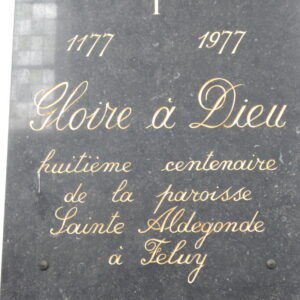 1177 1977
Gloire à Dieu
huitième centenaire
de la paroisse
Sainte Aldegonde
à Feluy